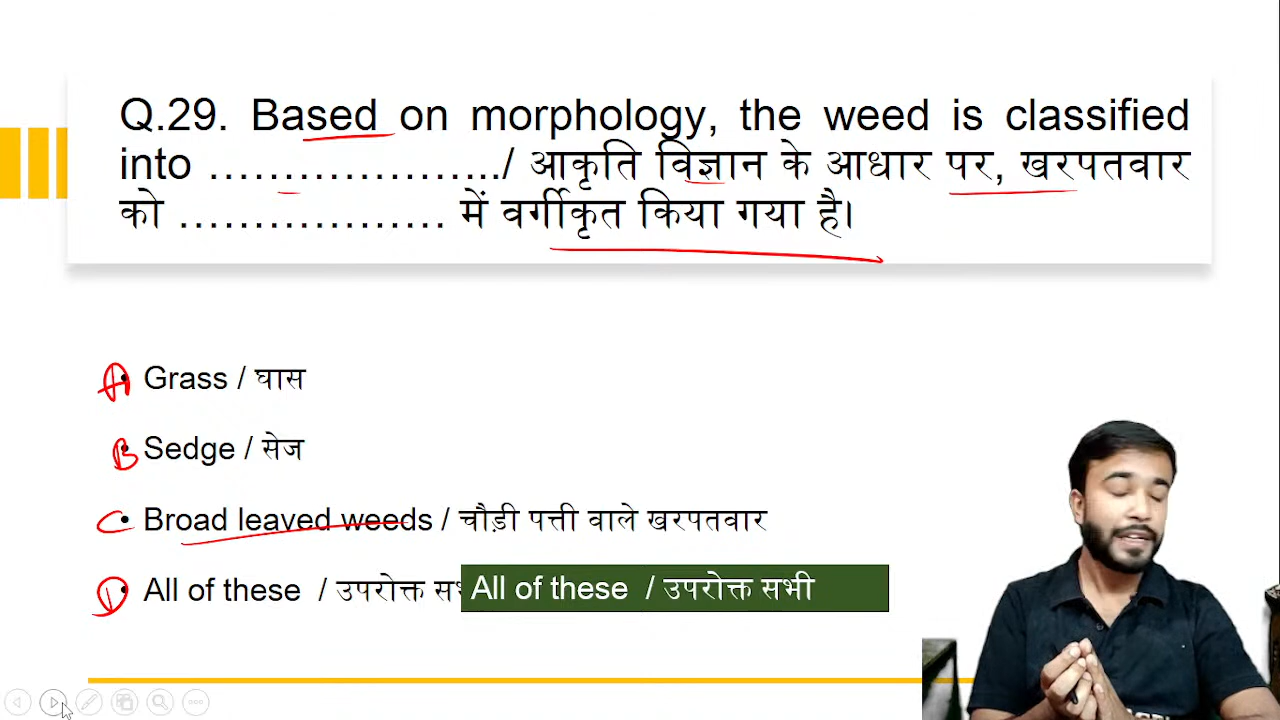 Q.29. Based on morphology, the weed is classified
into …………………../ आकृति विज्ञान के आधार पर, खरपतवार
को ……………… में वर्गीकृत किया गया है।
A Grass / घास
B Sedge / सेज
C Broad leaved weeds / चौड़ी पत्ती वाले खरपतवार
D All of these / उपरोक्त All of these / उपरोक्त सभी